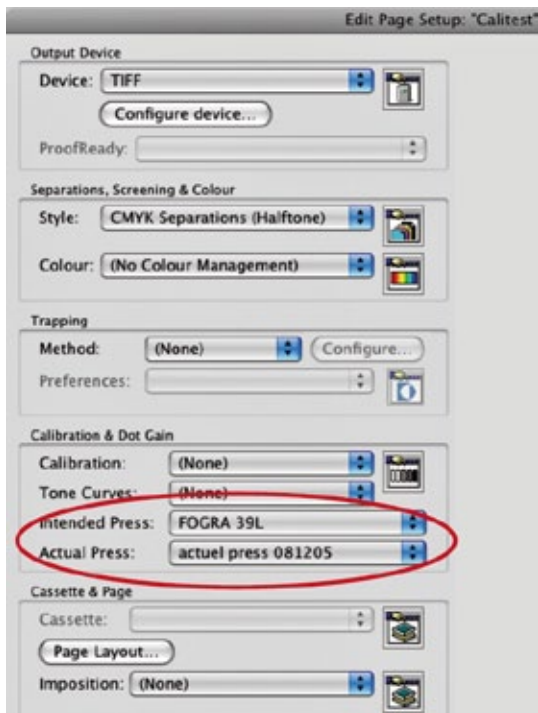 Edit Page Setup: "Calitest"
Output Device
Device: TIFF
Configure device...
ProofReady:
Separations, Screening & Colour
Style: CMYK Separations (Halftone)
Colour: (No Colour Management)
Trapping
Method: (None) Configure...
Preferences:
Calibration & Dot Gain
Calibration: (None)
Tone Curves: (None)
Intended Press: FOGRA 39L
Actual Press: actuel press 081205
Cassette & Page
Cassette:
Page Layout...
Imposition: (None)